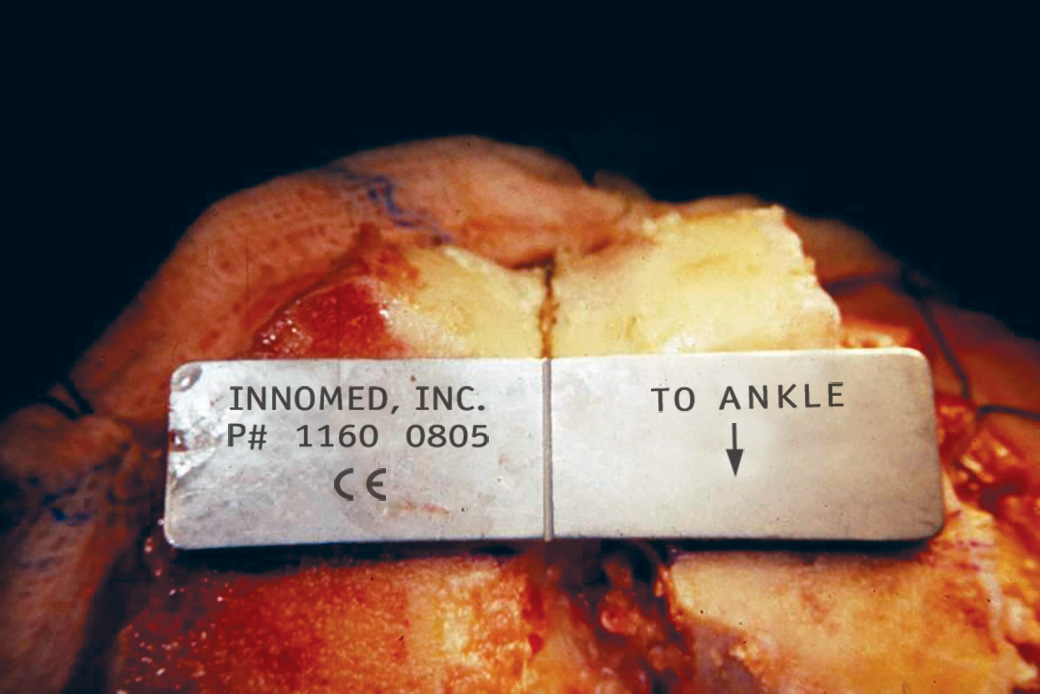 INNOMED, INC.
P# 1160 0805
CE
TO ANKLE